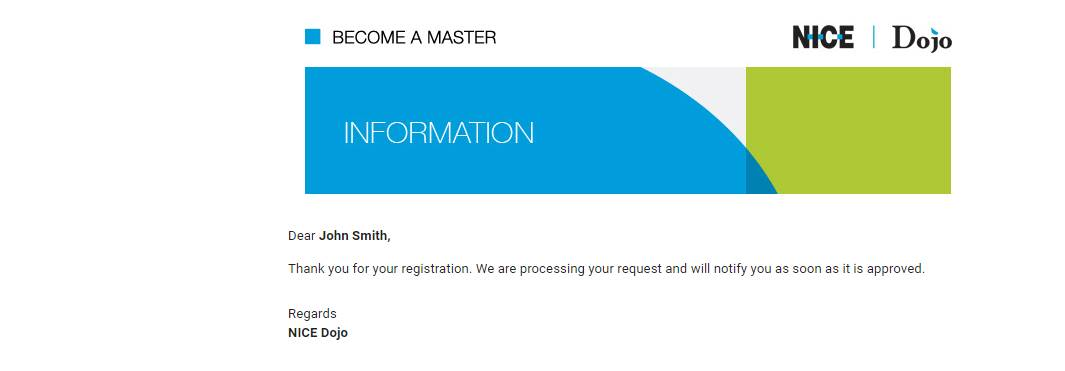 BECOME A MASTER
NICE | Dojo
INFORMATION
Dear John Smith,
Thank you for your registration. We are processing your request and will notify you as soon as it is approved.
Regards
NICE Dojo